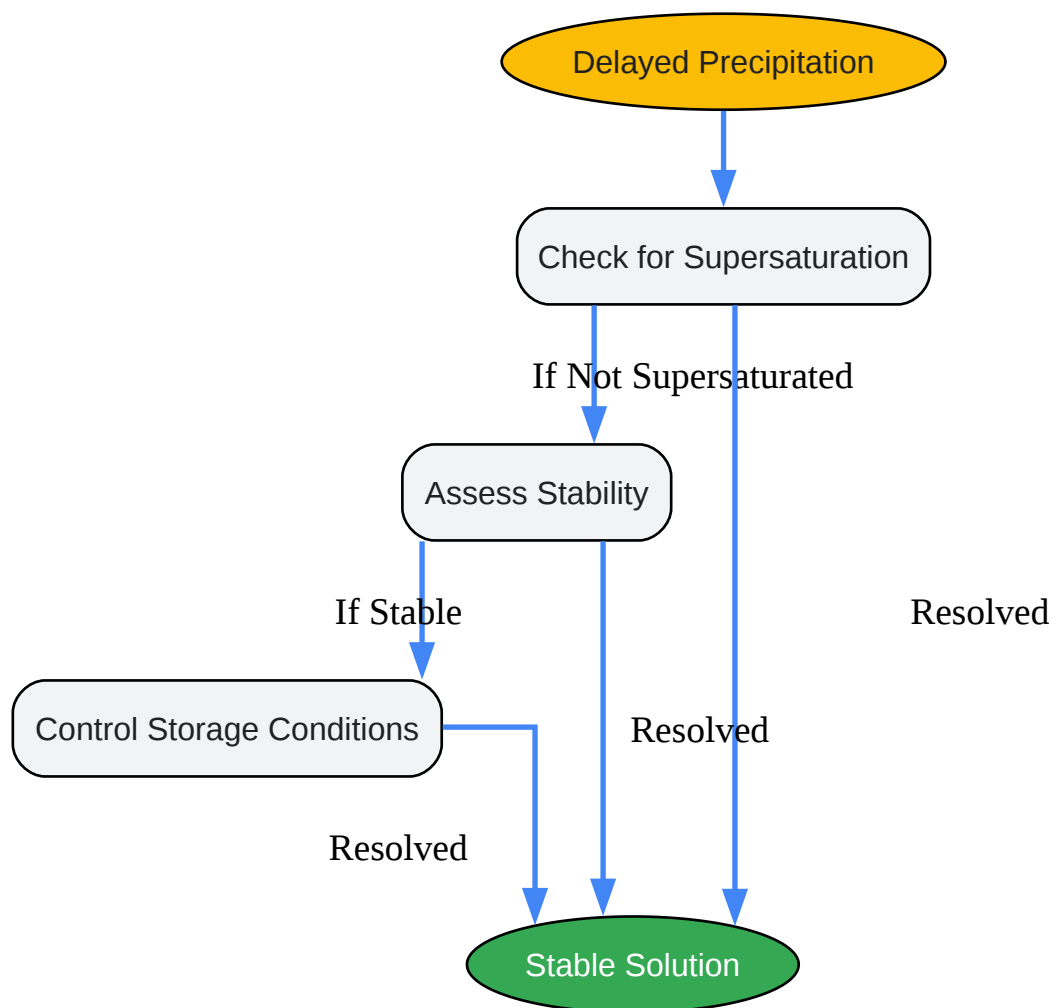 Delayed Precipitation
Check for Supersaturation
If Not Supersaturated
Assess Stability
If Stable
Resolved
Control Storage Conditions
Resolved
Resolved
Stable Solution